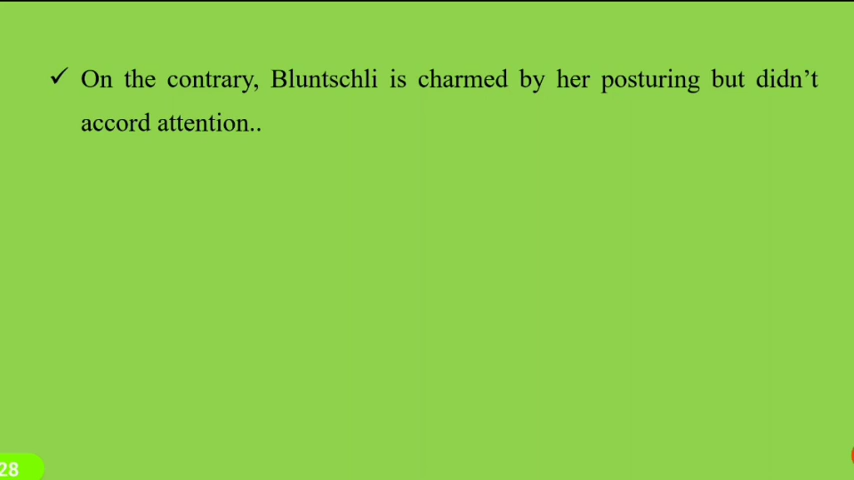 ✓ On the contrary, Bluntschli is charmed by her posturing but didn’t
accord attention..
28